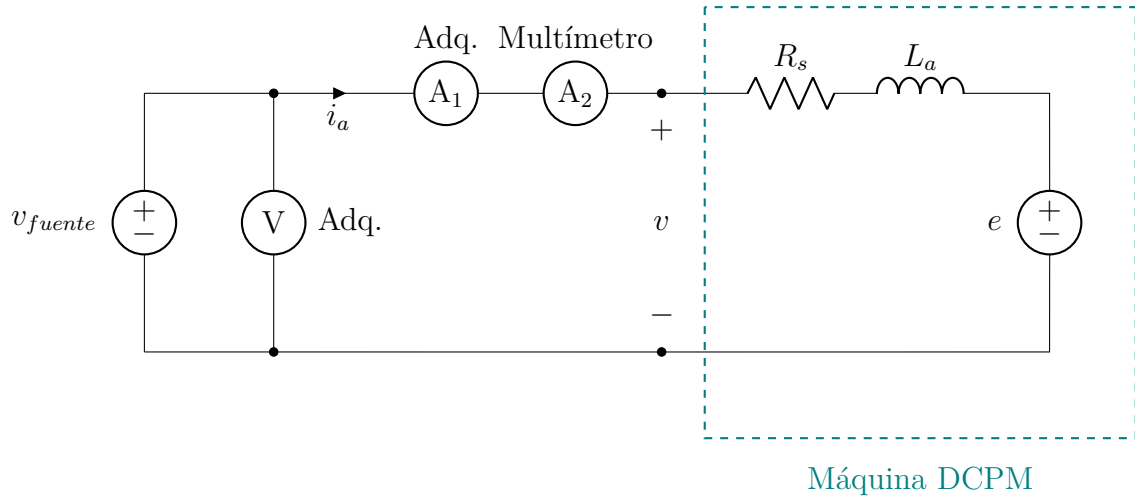 Adq. Multímetro
A₁ A₂
R_s L_a
i_a
+
v_fuente
+
−
V Adq.
v
e
+
−
−
Máquina DCPM